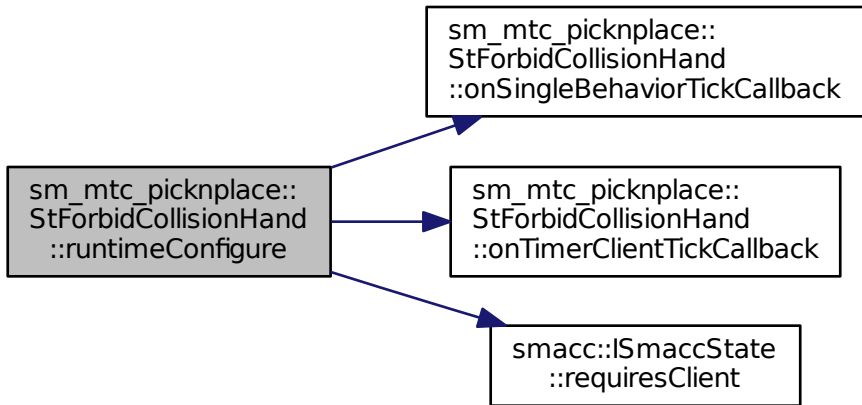 sm_mtc_picknplace::
StForbidCollisionHand
::onSingleBehaviorTickCallback
sm_mtc_picknplace::
StForbidCollisionHand
::runtimeConfigure
sm_mtc_picknplace::
StForbidCollisionHand
::onTimerClientTickCallback
smacc::ISmaccState
::requiresClient